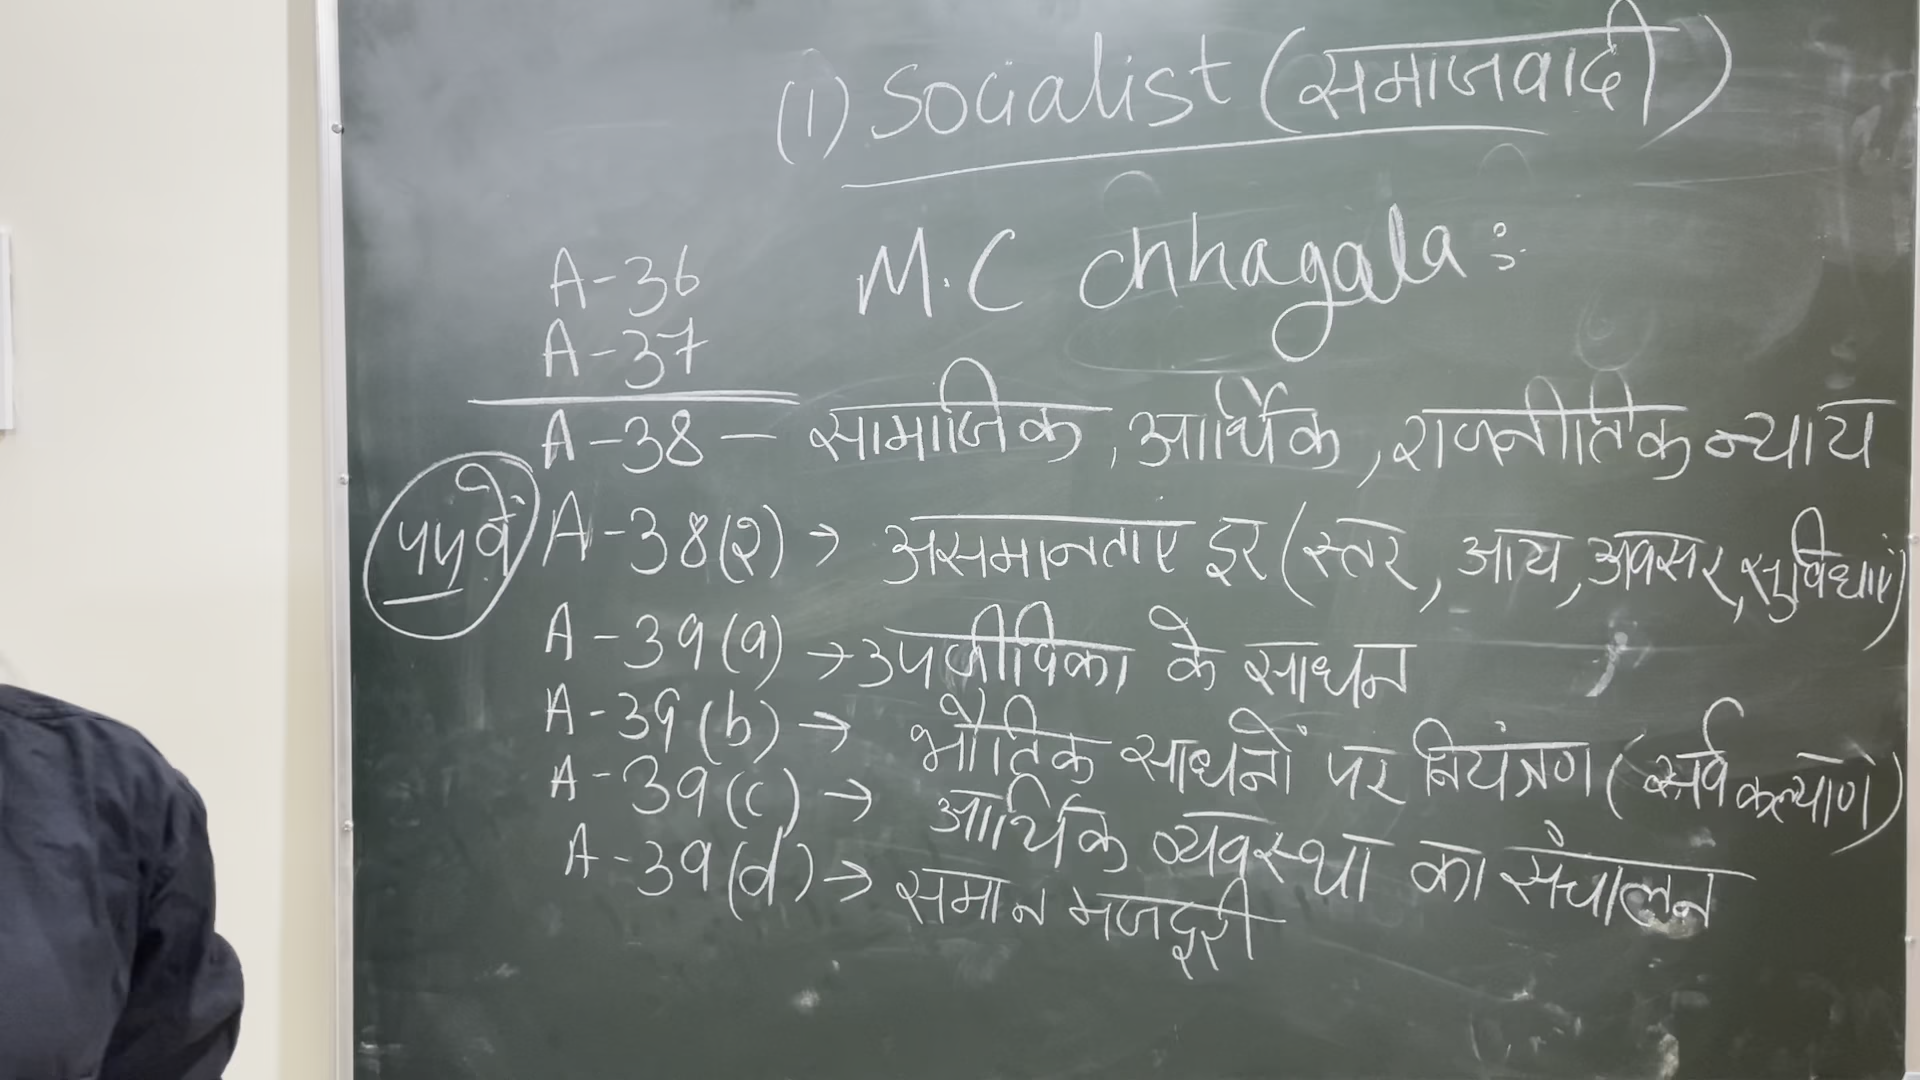 (1) Socialist (समाजवादी)
M.C Chhagala:
A-36
A-37
A-38 — सामाजिक, आर्थिक, राजनीतिक न्याय
44वें A-38(2) → असमानताएं दूर (स्तर, आय, अवसर, सुविधाएं)
A-39(a) → उपजीविका के साधन
A-39(b) → भौतिक साधनों पर नियंत्रण (सर्व कल्याण)
A-39(c) → आर्थिक व्यवस्था का संचालन
A-39(d) → समान मजदूरी